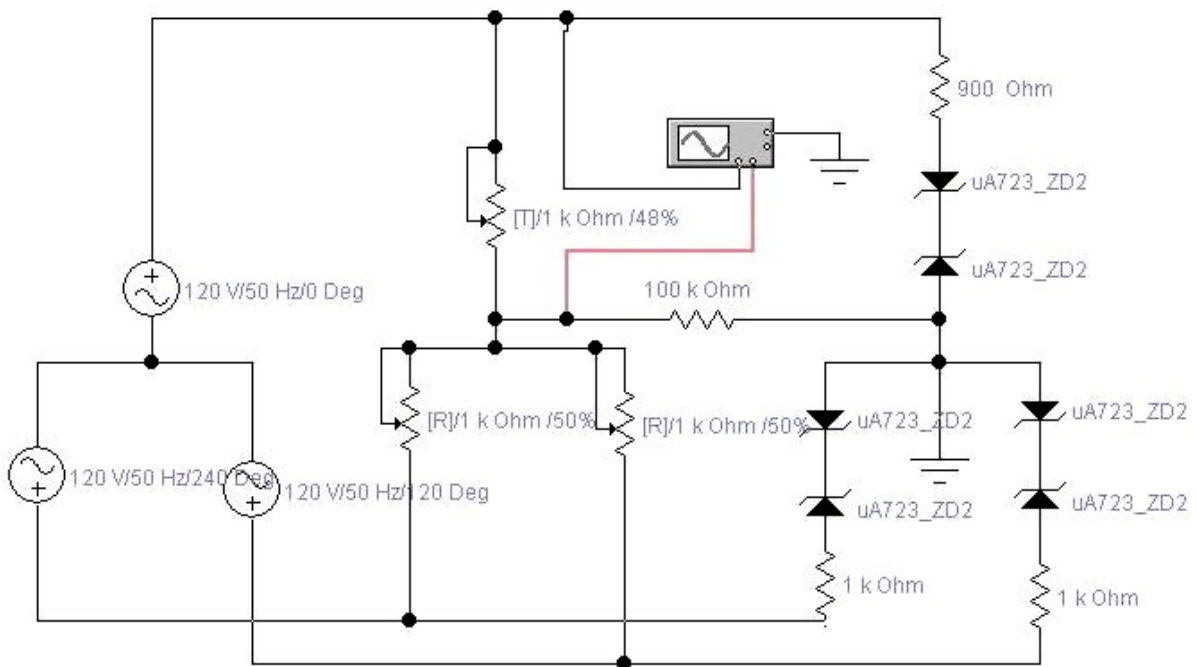 900 Ohm
uA723_ZD2
[T]/1 k Ohm /48%
uA723_ZD2
120 V/50 Hz/0 Deg
100 k Ohm
[R]/1 k Ohm /50%
[R]/1 k Ohm /50%
uA723_ZD2
uA723_ZD2
120 V/50 Hz/240 Deg
120 V/50 Hz/120 Deg
uA723_ZD2
uA723_ZD2
1 k Ohm
1 k Ohm
+
+
+